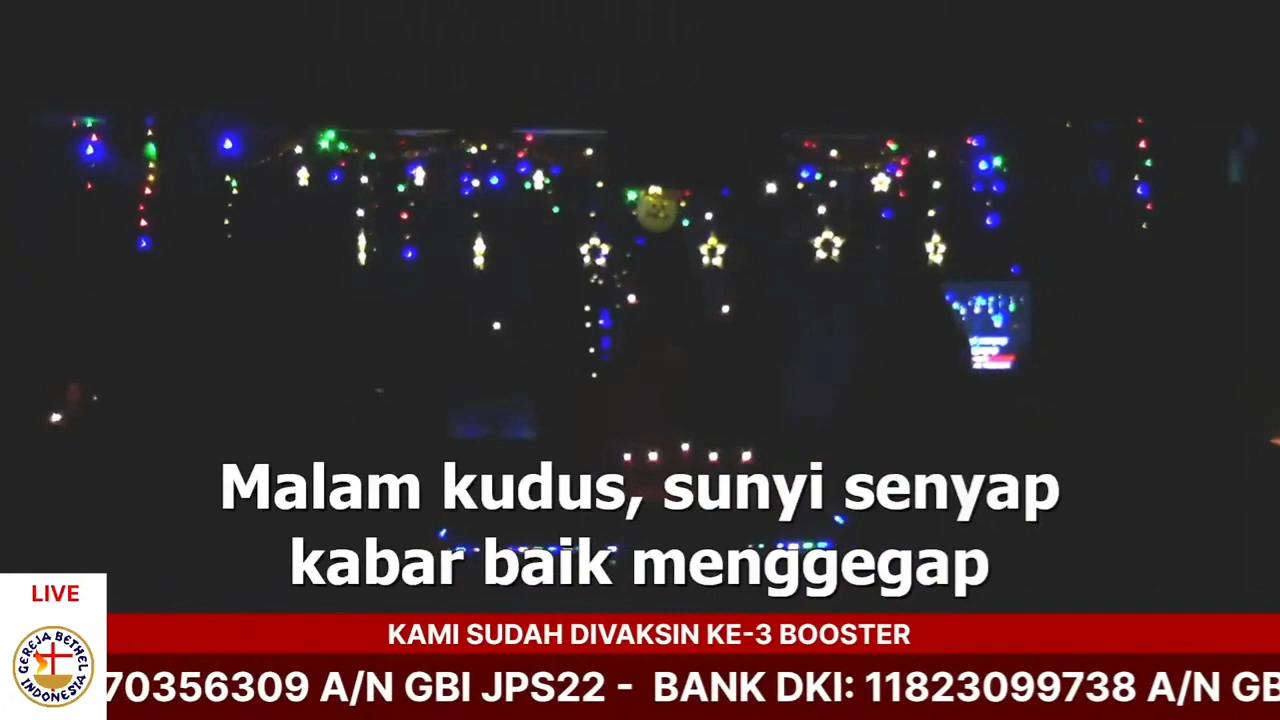 Malam kudus, sunyi senyap
kabar baik menggegap
LIVE
KAMI SUDAH DIVAKSIN KE-3 BOOSTER
GEREJA BETHEL
INDONESIA
70356309 A/N GBI JPS22 - BANK DKI: 11823099738 A/N GB